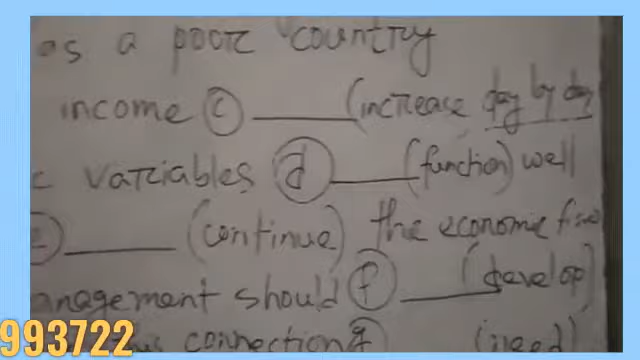 as a poor country
income (c) ______ (increase day by day
c variables (d) ______ (function) well
______ (continue) the economic
anagement should (f) ______ (develop)
connection (g) (need)
993722